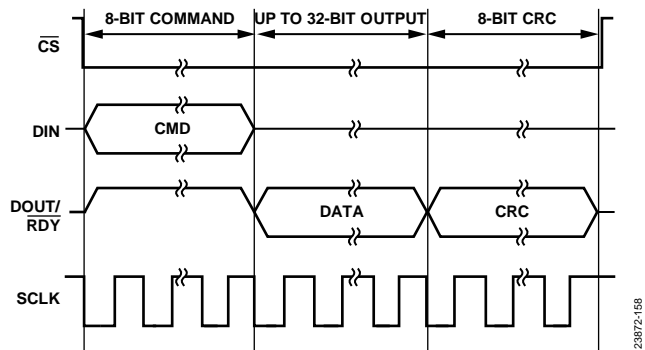 8-BIT COMMAND UP TO 32-BIT OUTPUT 8-BIT CRC
CS
DIN
CMD
DOUT/
RDY
DATA
CRC
SCLK
23872-158